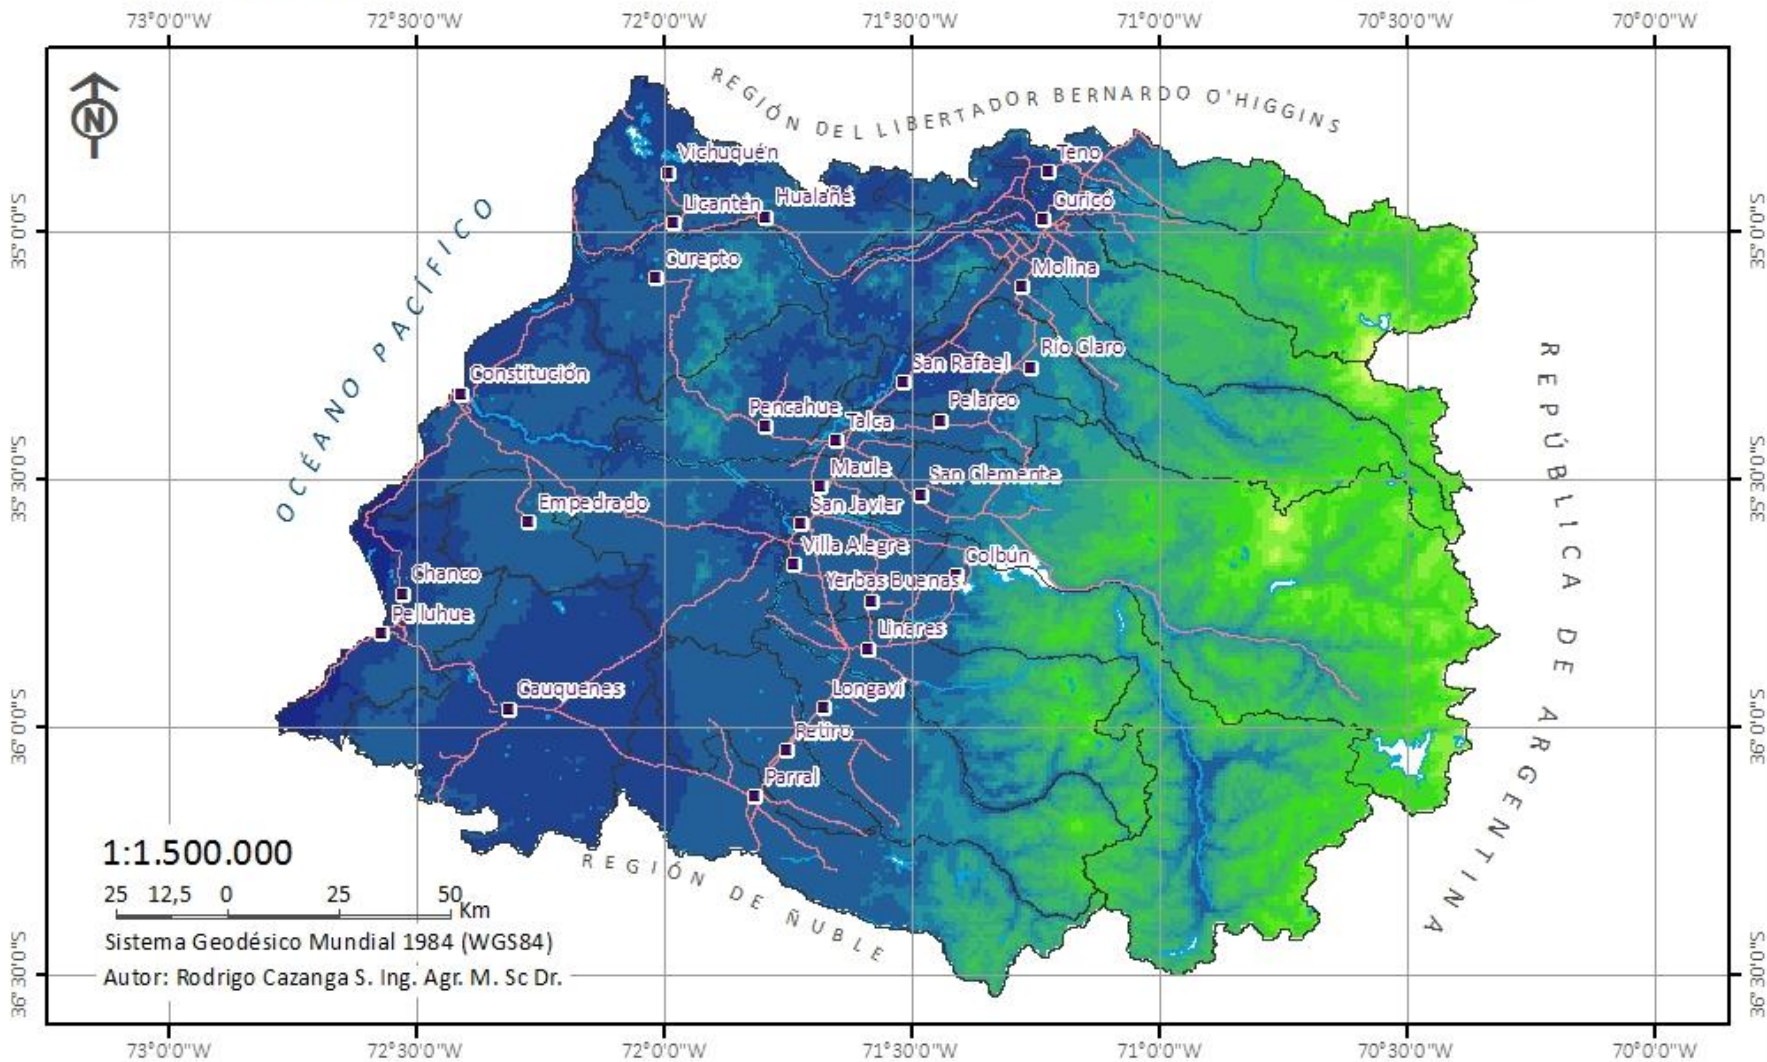 73°0'0"W 72°30'0"W 72°0'0"W 71°30'0"W 71°0'0"W 70°30'0"W 70°0'0"W
N
REGIÓN DEL LIBERTADOR BERNARDO O'HIGGINS
Vichuquén
Teno
Licantén
Hualañé
Curicó
35°0'0"S
35°0'0"S
OCÉANO PACÍFICO
Curepto
Molina
REPÚBLICA DE ARGENTINA
Constitución
San Rafael
Río Claro
Pencahue
Talca
Pelarco
35°30'0"S
35°30'0"S
Maule
San Clemente
Empedrado
San Javier
Villa Alegre
Colbún
Chanco
Yerbas Buenas
Pelluhue
Linares
Cauquenes
Longaví
36°0'0"S
36°0'0"S
Retiro
Parral
1:1.500.000
25 12,5 0 25 50
Km
REGIÓN DE ÑUBLE
Sistema Geodésico Mundial 1984 (WGS84)
Autor: Rodrigo Cazanga S. Ing. Agr. M. Sc Dr.
36°30'0"S
36°30'0"S
73°0'0"W 72°30'0"W 72°0'0"W 71°30'0"W 71°0'0"W 70°30'0"W 70°0'0"W